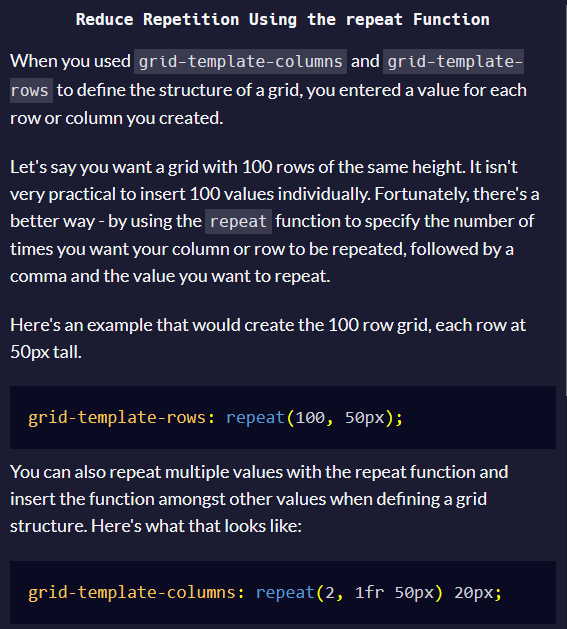 Reduce Repetition Using the repeat Function
When you used grid-template-columns and grid-template-
rows to define the structure of a grid, you entered a value for each
row or column you created.
Let's say you want a grid with 100 rows of the same height. It isn't
very practical to insert 100 values individually. Fortunately, there's a
better way - by using the repeat function to specify the number of
times you want your column or row to be repeated, followed by a
comma and the value you want to repeat.
Here's an example that would create the 100 row grid, each row at
50px tall.
grid-template-rows: repeat(100, 50px);
You can also repeat multiple values with the repeat function and
insert the function amongst other values when defining a grid
structure. Here's what that looks like:
grid-template-columns: repeat(2, 1fr 50px) 20px;